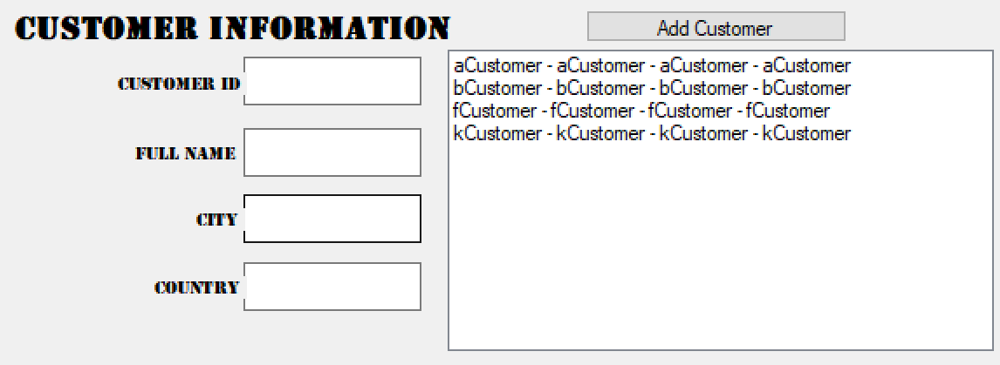 CUSTOMER INFORMATION
Add Customer
CUSTOMER ID
FULL NAME
CITY
COUNTRY
aCustomer - aCustomer - aCustomer - aCustomer
bCustomer - bCustomer - bCustomer - bCustomer
fCustomer - fCustomer - fCustomer - fCustomer
kCustomer - kCustomer - kCustomer - kCustomer